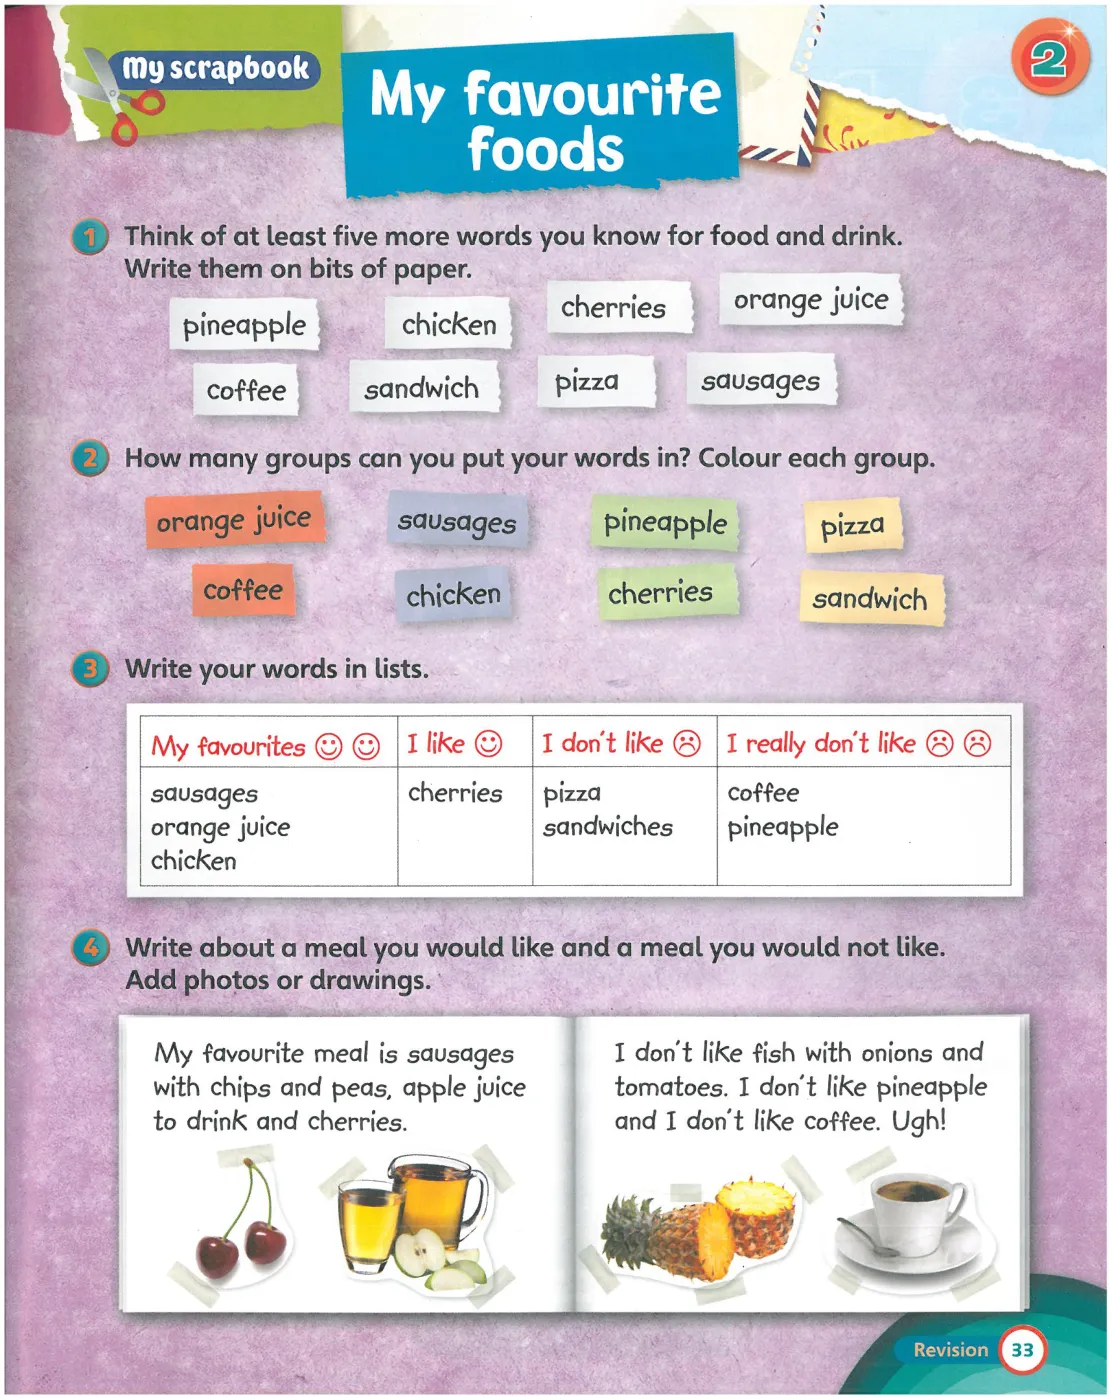 My scrapbook
2
My favourite
foods
1 Think of at least five more words you know for food and drink.
Write them on bits of paper.
pineapple chicken cherries orange juice
coffee sandwich pizza sausages
2 How many groups can you put your words in? Colour each group.
orange juice sausages pineapple pizza
coffee chicken cherries sandwich
3 Write your words in lists.
My favourites I like I don't like I really don't like
sausages cherries pizza coffee
orange juice sandwiches pineapple
chicken
4 Write about a meal you would like and a meal you would not like.
Add photos or drawings.
My favourite meal is sausages
with chips and peas, apple juice
to drink and cherries.
I don't like fish with onions and
tomatoes. I don't like pineapple
and I don't like coffee. Ugh!
Revision 33